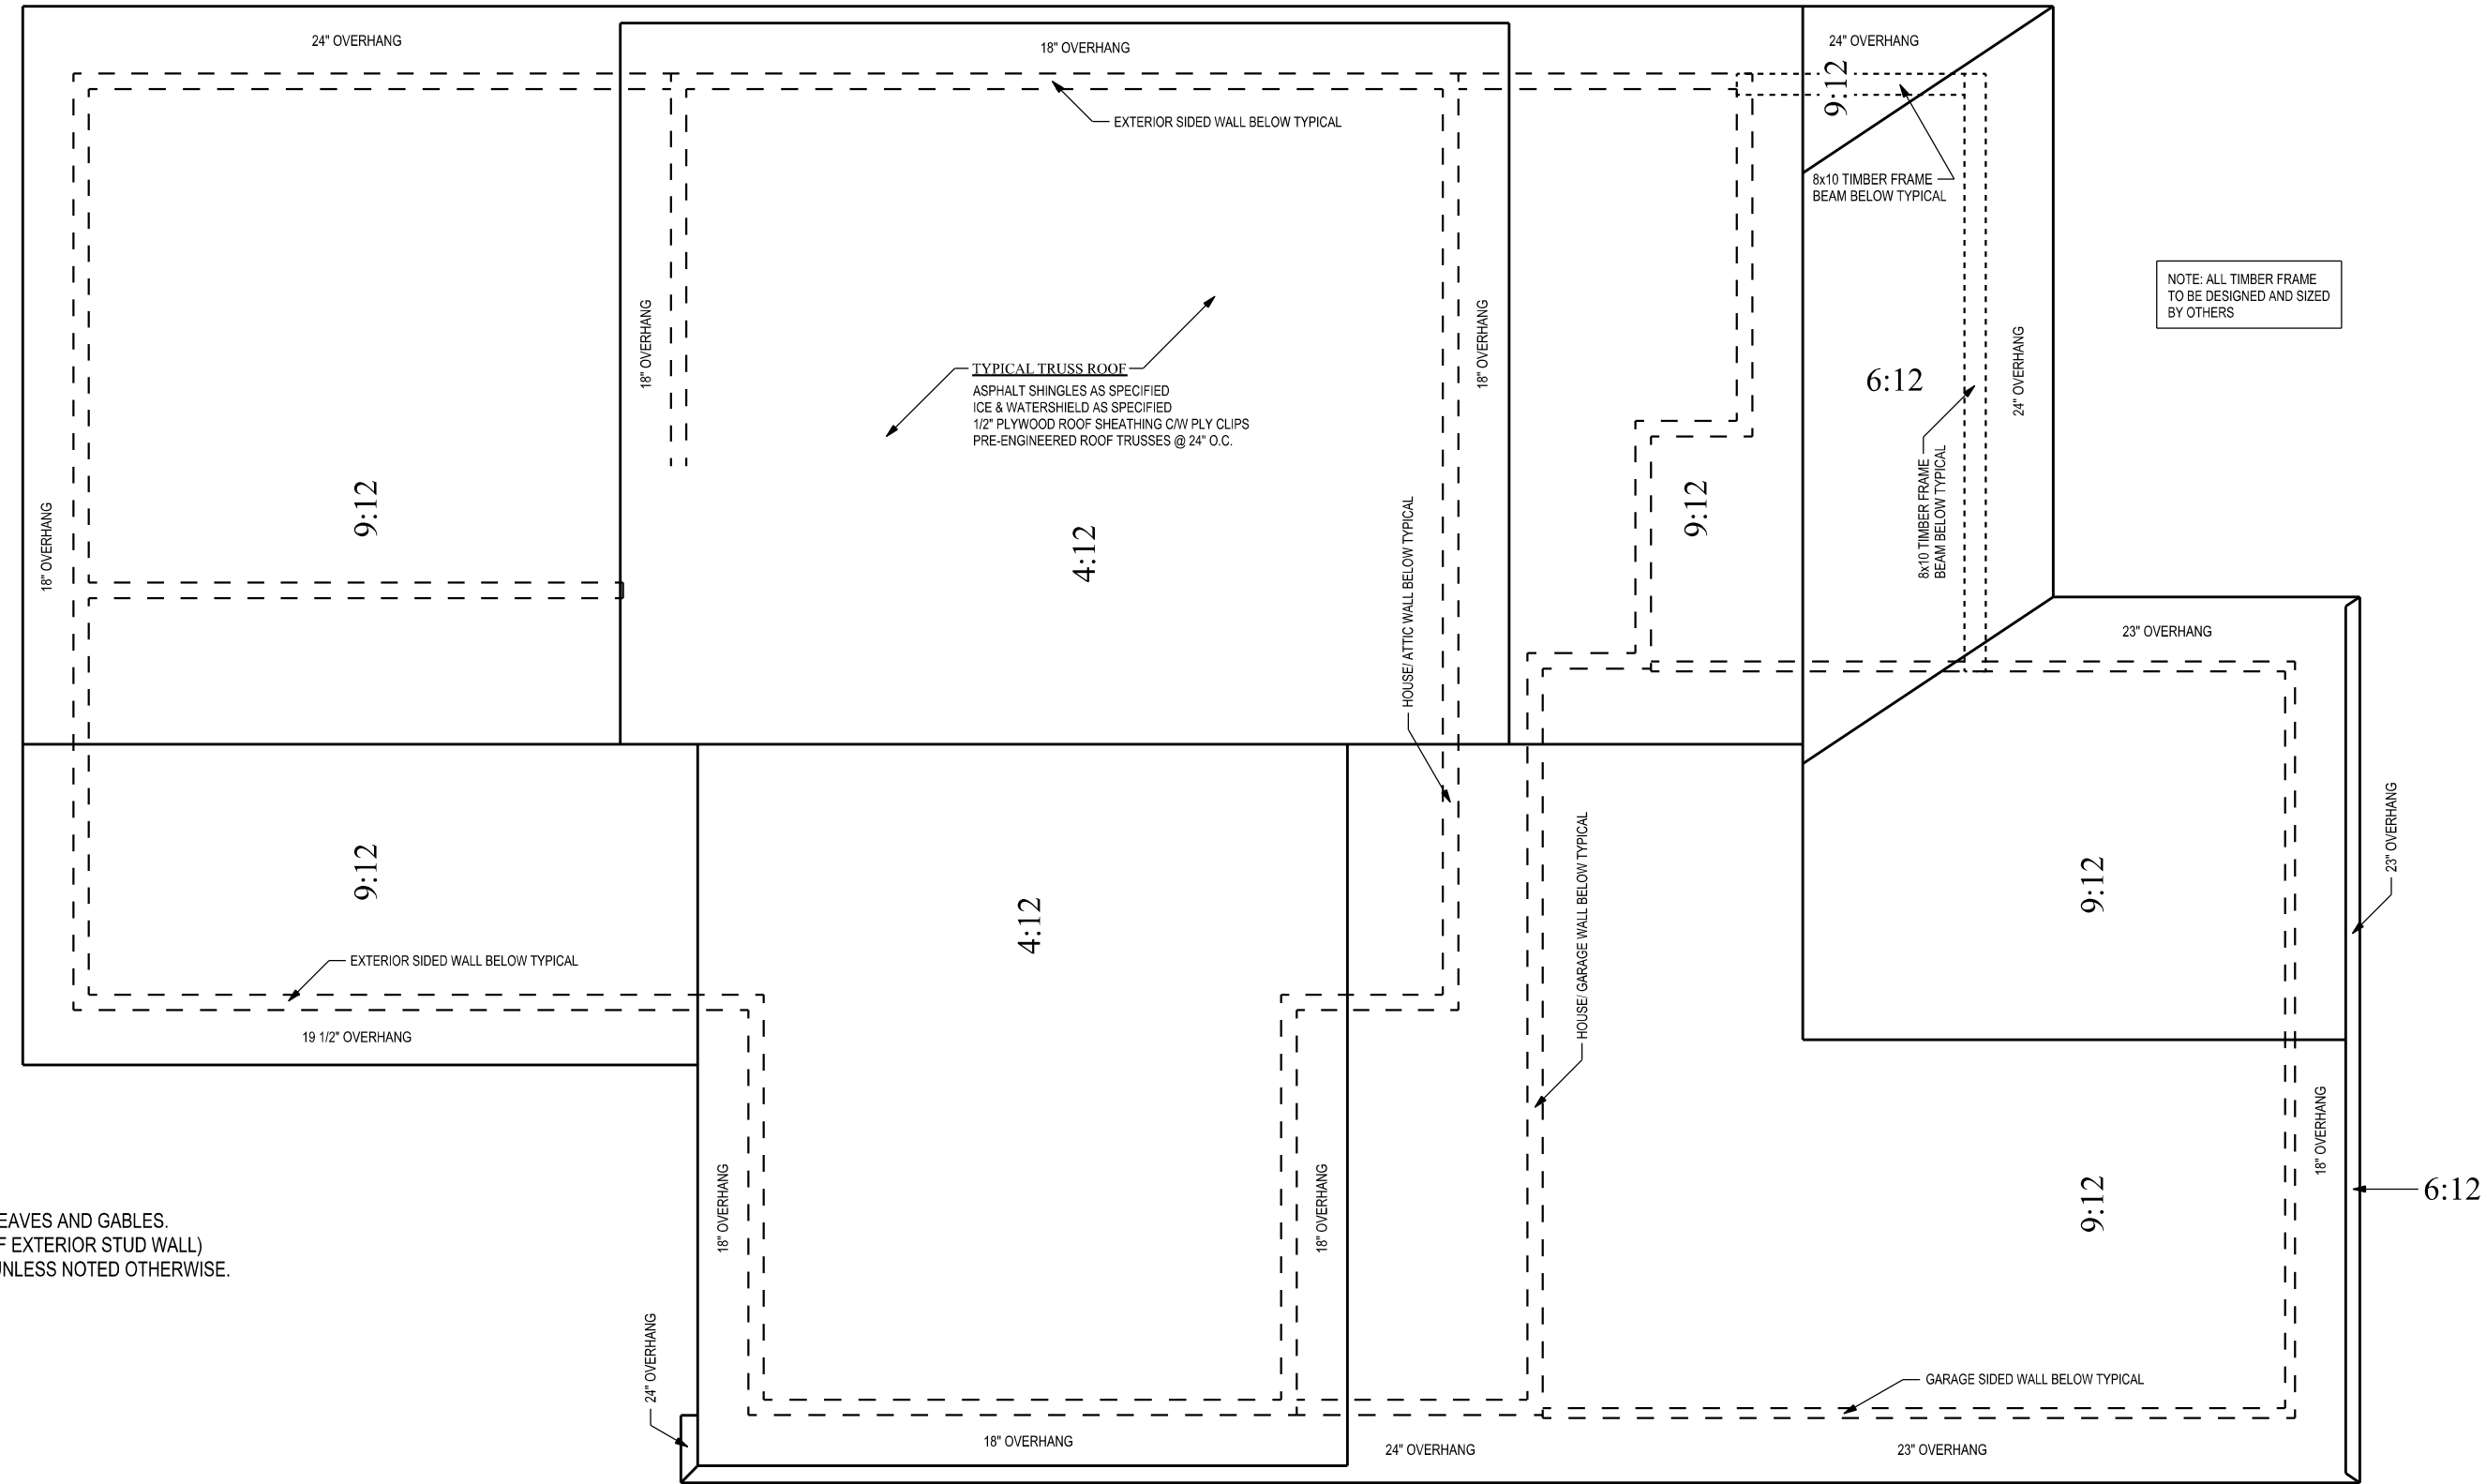 24" OVERHANG
18" OVERHANG
24" OVERHANG
9:12
EXTERIOR SIDED WALL BELOW TYPICAL
8x10 TIMBER FRAME
BEAM BELOW TYPICAL
NOTE: ALL TIMBER FRAME
TO BE DESIGNED AND SIZED
BY OTHERS
18" OVERHANG
18" OVERHANG
24" OVERHANG
6:12
TYPICAL TRUSS ROOF
ASPHALT SHINGLES AS SPECIFIED
ICE & WATERSHIELD AS SPECIFIED
1/2" PLYWOOD ROOF SHEATHING C/W PLY CLIPS
PRE-ENGINEERED ROOF TRUSSES @ 24" O.C.
8x10 TIMBER FRAME
BEAM BELOW TYPICAL
18" OVERHANG
9:12
4:12
9:12
HOUSE/ ATTIC WALL BELOW TYPICAL
23" OVERHANG
23" OVERHANG
9:12
4:12
HOUSE/ GARAGE WALL BELOW TYPICAL
9:12
EXTERIOR SIDED WALL BELOW TYPICAL
19 1/2" OVERHANG
18" OVERHANG
18" OVERHANG
18" OVERHANG
9:12
6:12
EAVES AND GABLES.
F EXTERIOR STUD WALL)
UNLESS NOTED OTHERWISE.
24" OVERHANG
GARAGE SIDED WALL BELOW TYPICAL
18" OVERHANG
24" OVERHANG
23" OVERHANG